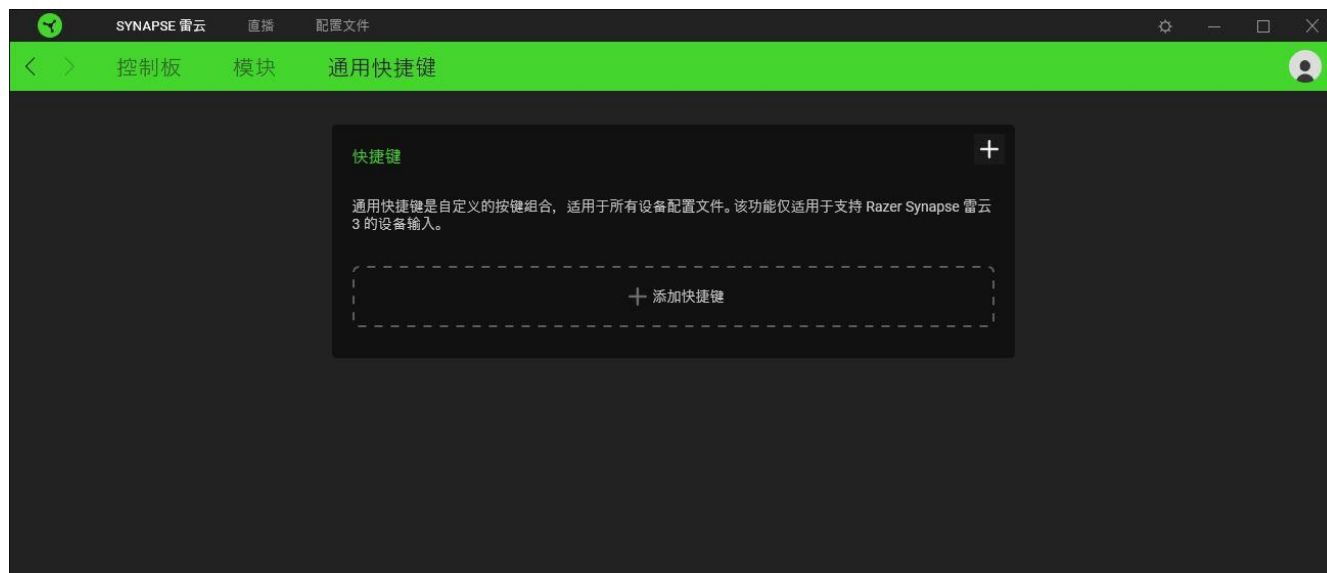 SYNAPSE 雷云 直播 配置文件
控制板 模块 通用快捷键
快捷键
通用快捷键是自定义的按键组合，适用于所有设备配置文件。该功能仅适用于支持 Razer Synapse 雷云
3 的设备输入。
添加快捷键